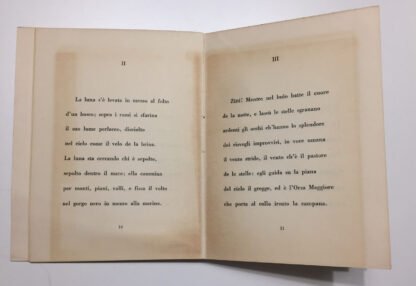 II
La luna s'è levata in mezzo al folto
d'un bosco; sopra i rami si sfarina
il suo lume perlaceo, disciolto
nel cielo come il velo de la brina.
La luna sta cercando chi è sepolto,
sepolto dentro il mare; ella cammina
per monti, piani, valli, e fissa il volto
nel gorgo nero in mezzo alla marina.
10
III
Zitti! Mentre nel buio batte il cuore
de la notte, e lassù le stelle sgranano
ardenti gli occhi ch'hanno lo splendore
dei risvegli improvvisi, in voce umana
il vento stride, il vento ch'è il pastore
de le stelle: egli guida su la piana
del cielo il gregge, ed è l'Orsa Maggiore
che porta al collo irsuto la campana.
11